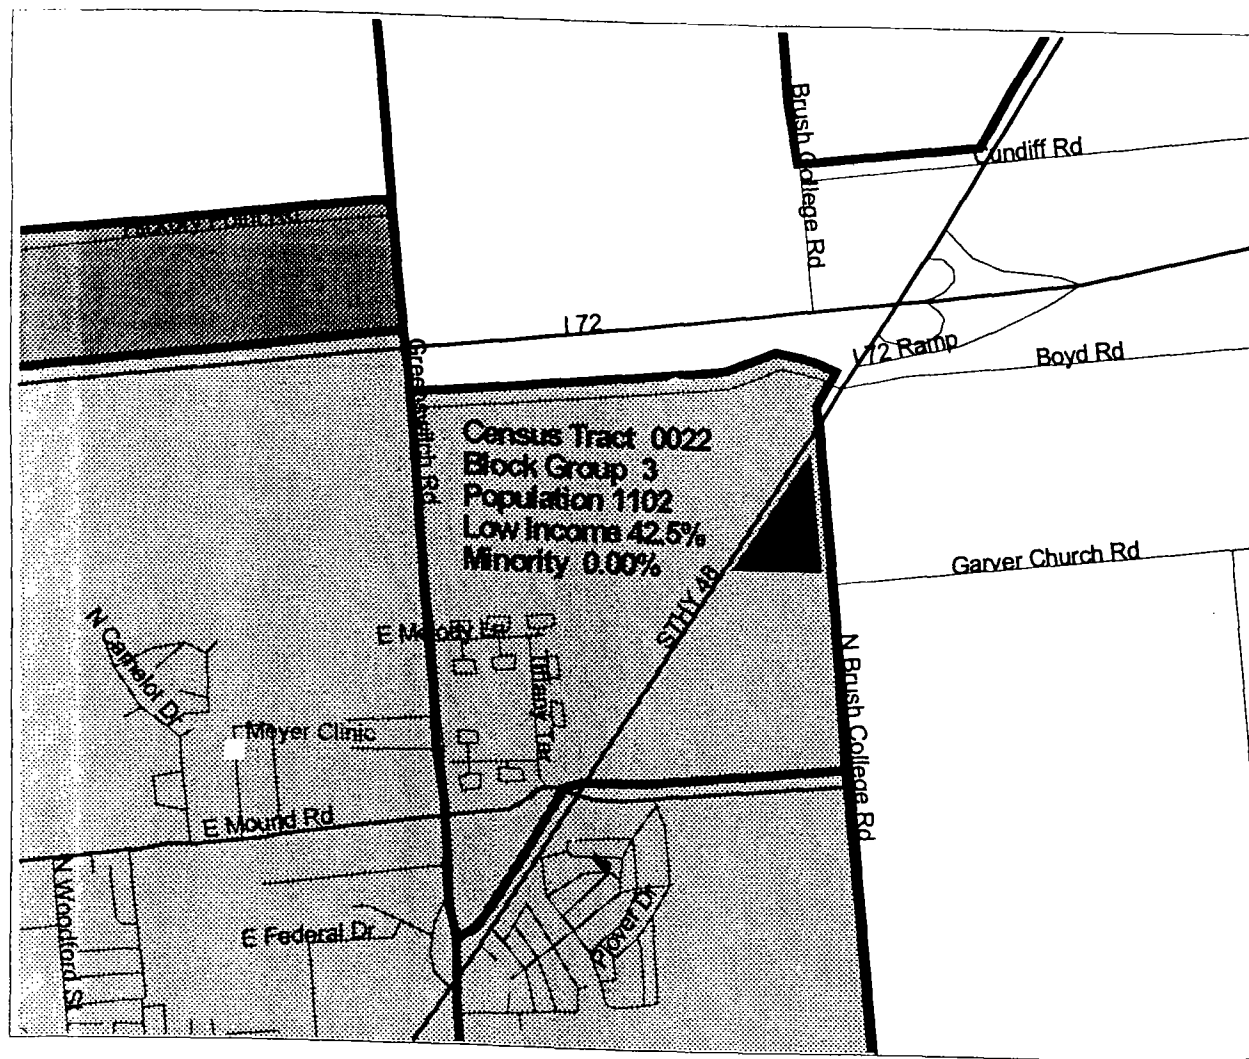 Brush College Rd
Cundiff Rd
I 72
I 72 Ramp
Boyd Rd
Census Tract 0022
Block Group 3
Population 1102
Low Income 42.5%
Minority 0.00%
Garver Church Rd
STHY 48
E Melody Ln
N Camelot Dr
Tiffany Ter
N Brush College Rd
Meyer Clinic
E Mound Rd
N Woodford St
E Federal Dr
Plover Dr